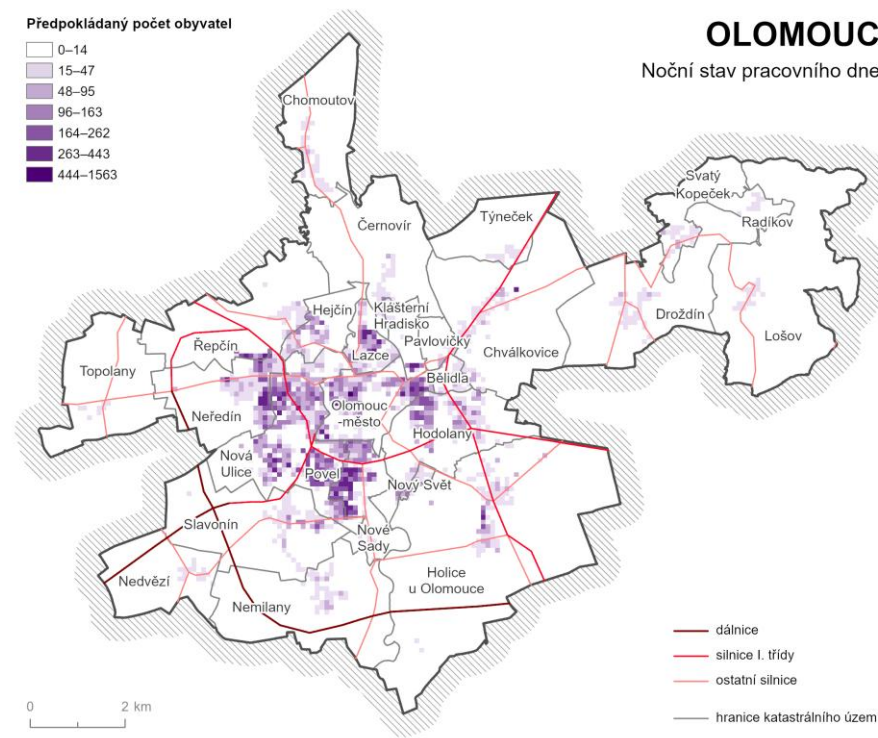 Předpokládaný počet obyvatel
0–14
15–47
48–95
96–163
164–262
263–443
444–1563
OLOMOUC
Noční stav pracovního dne
Chomoutov
Svatý
Kopeček
Radíkov
Týneček
Černovír
Hejčín
Klášterní
Hradisko
Droždín
Řepčín
Pavlovičky
Lošov
Lazce
Chválkovice
Topolany
Bělidla
Olomouc
-město
Neředín
Hodolany
Nová
Ulice
Povel
Nový Svět
Slavonín
Nové
Sady
Nedvězí
Holice
u Olomouce
Nemilany
dálnice
silnice I. třídy
ostatní silnice
hranice katastrálního územ
0
2 km